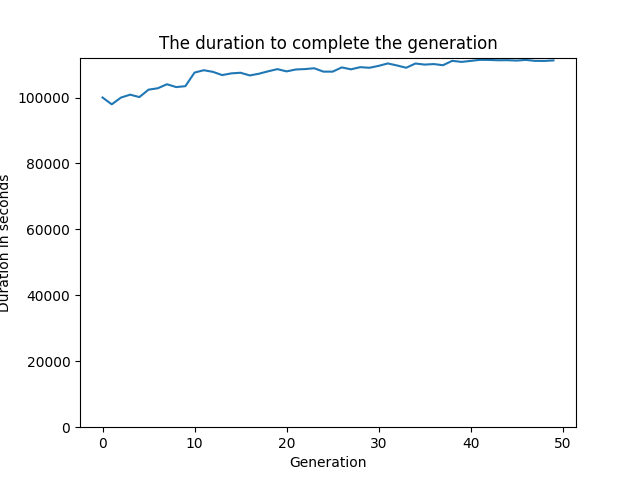 The duration to complete the generation
100000
80000
60000
40000
20000
0
Duration in seconds
0 10 20 30 40 50
Generation